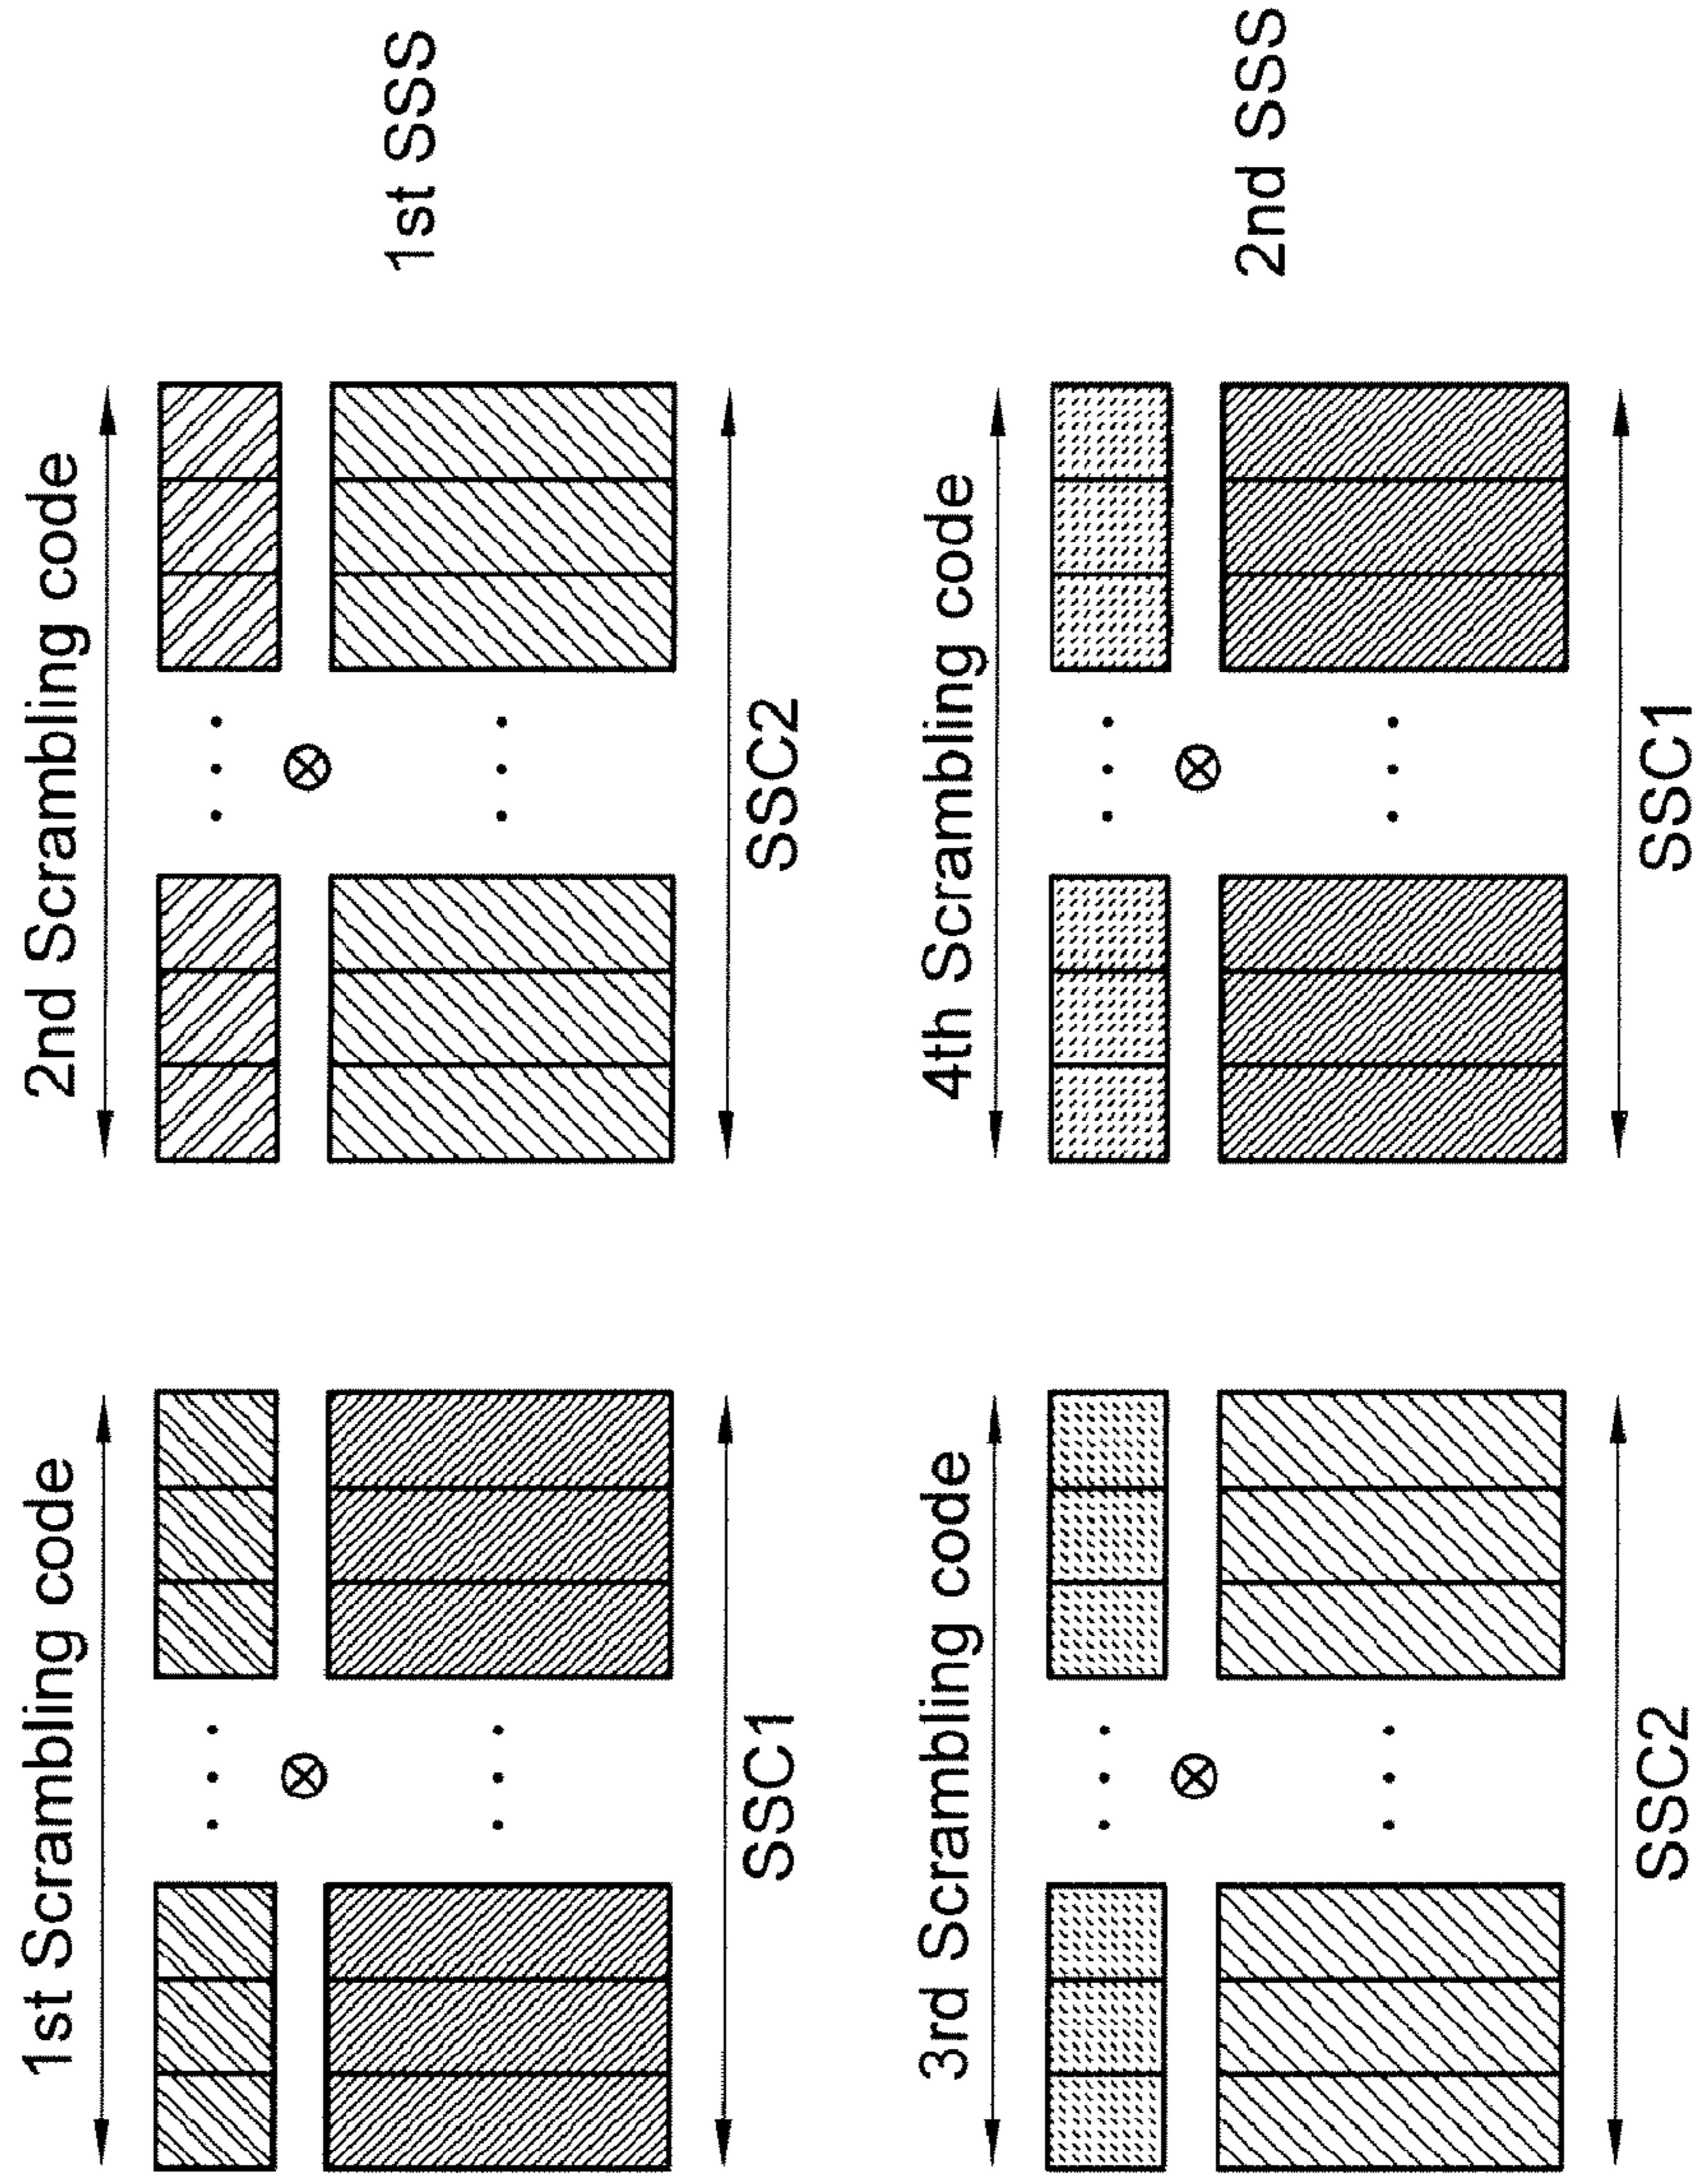 1st Scrambling code
2nd Scrambling code
SSC1
SSC2
1st SSS
3rd Scrambling code
4th Scrambling code
SSC2
SSC1
2nd SSS